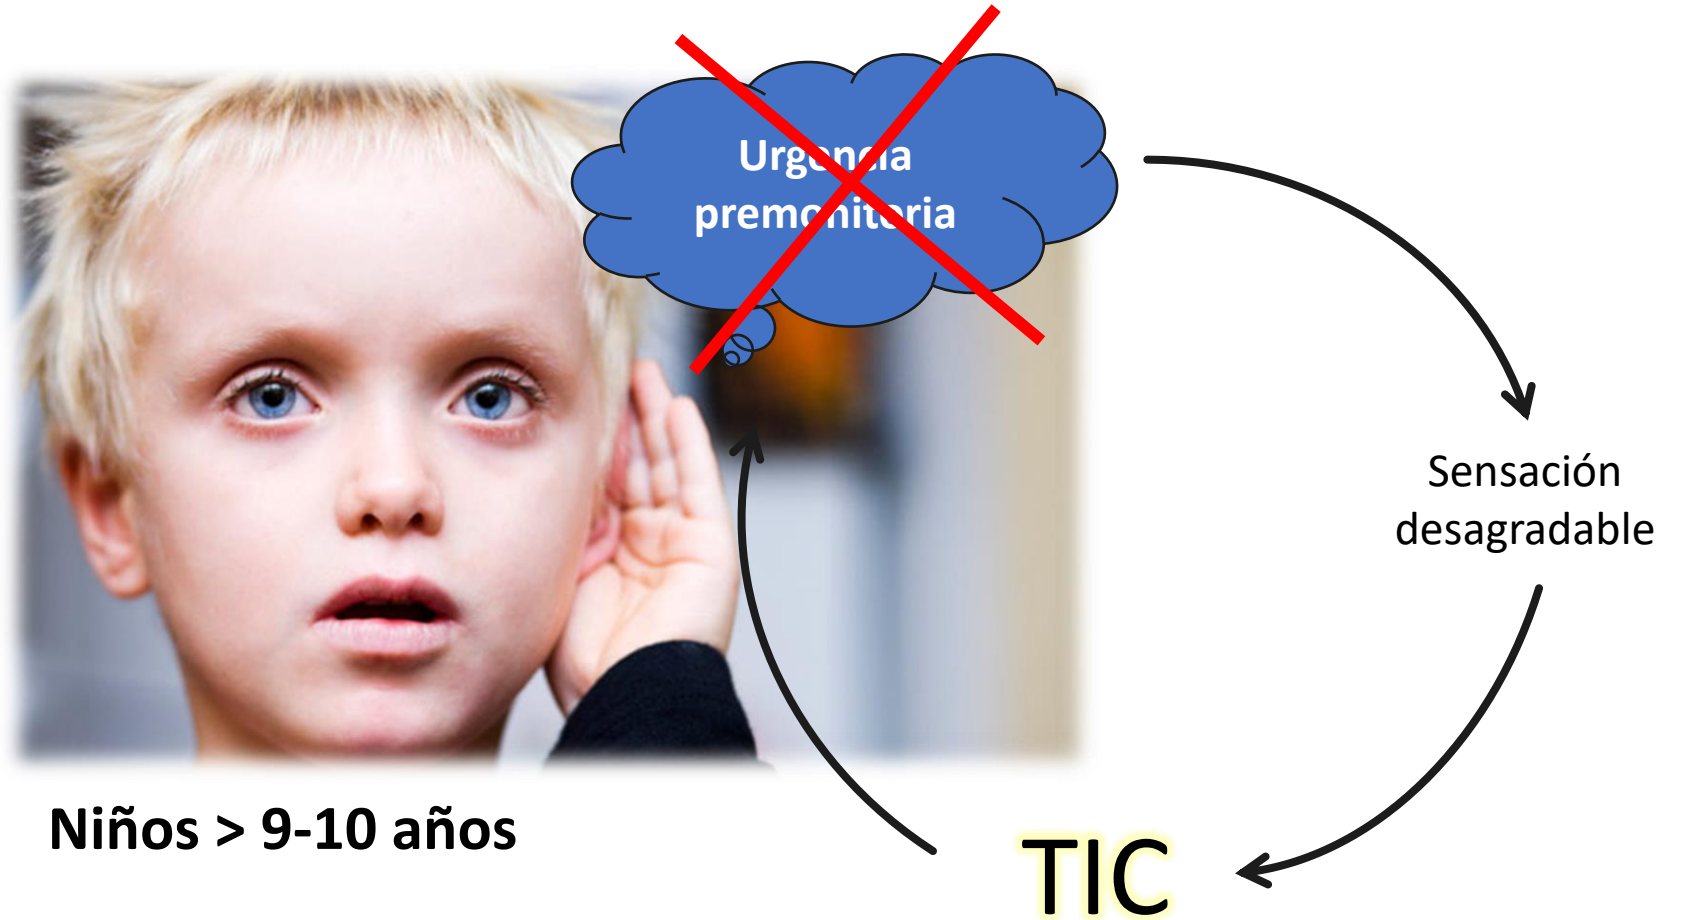 Urgencia
premonitoria
Sensación
desagradable
Niños > 9-10 años
TIC